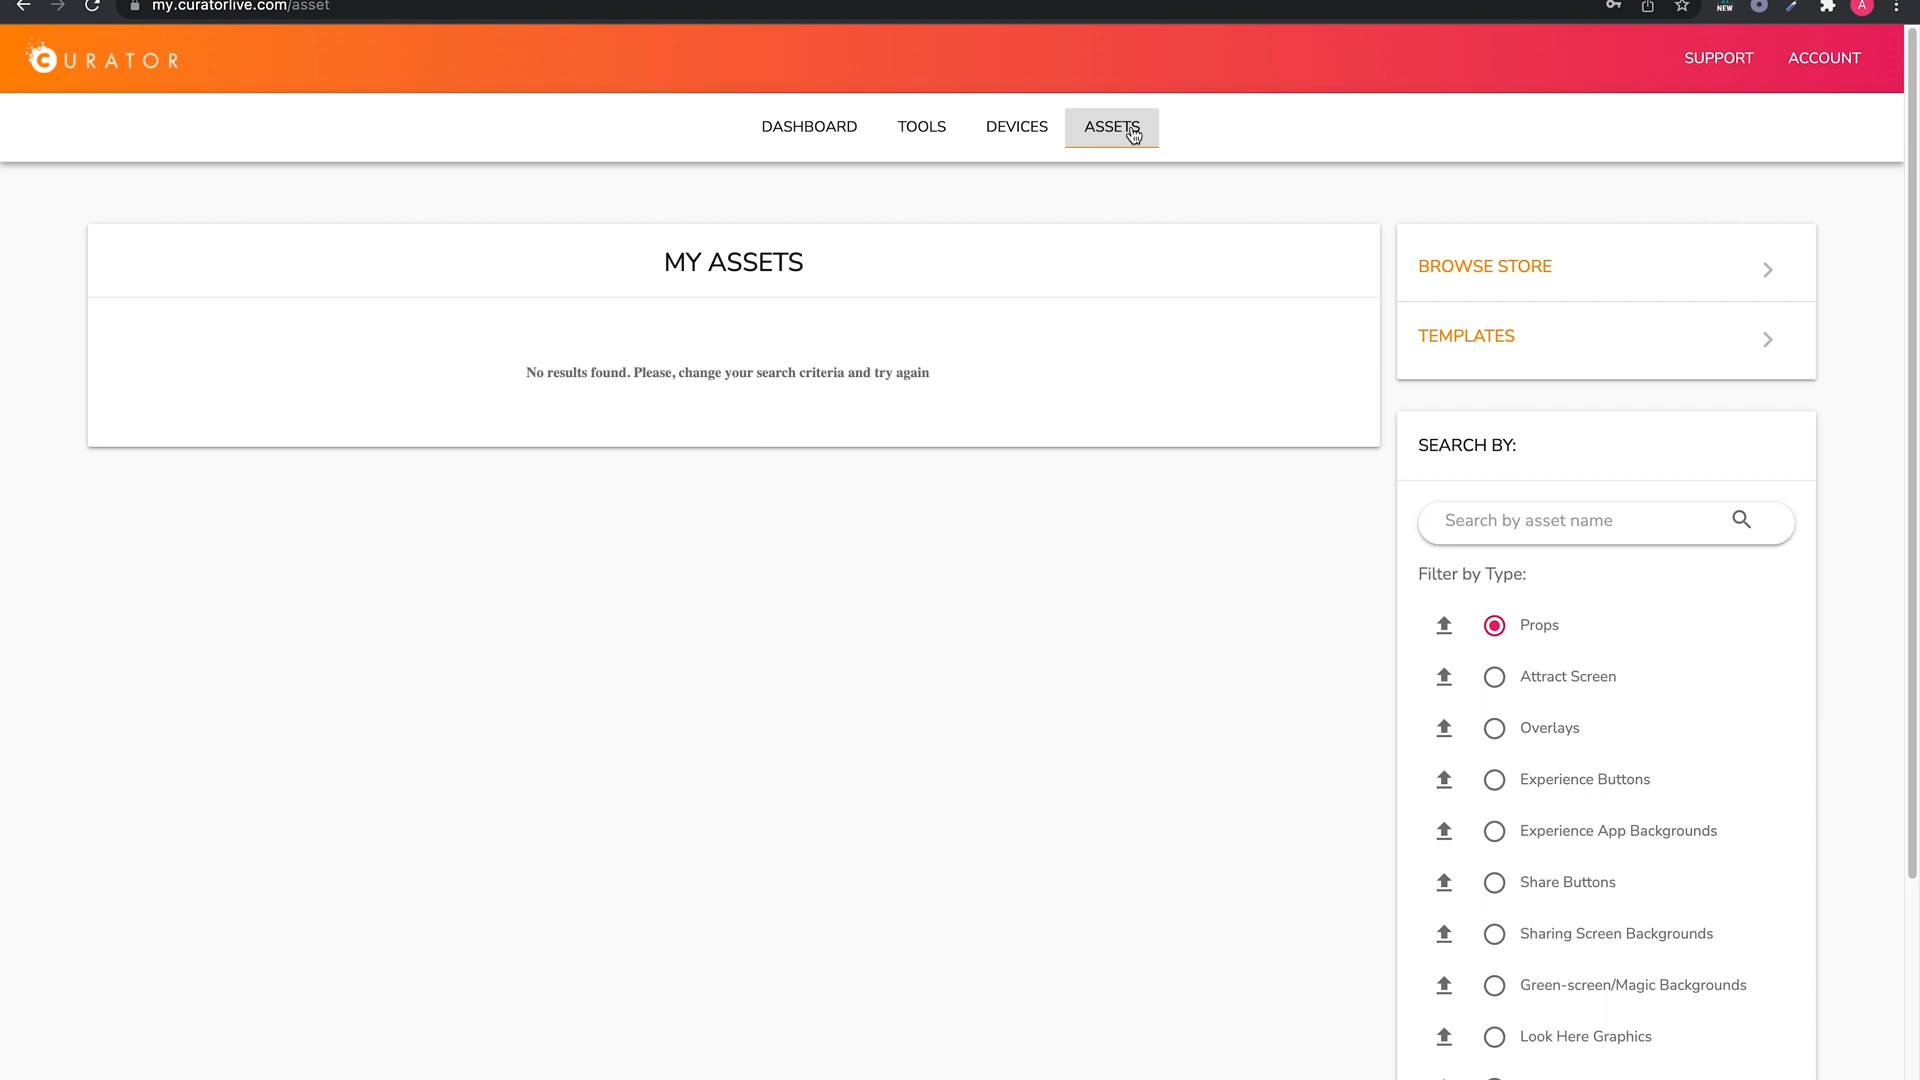 my.curatorlive.com/asset
NEW
A
CURATOR
SUPPORT
ACCOUNT
DASHBOARD
TOOLS
DEVICES
ASSETS
MY ASSETS
No results found. Please, change your search criteria and try again
BROWSE STORE
TEMPLATES
SEARCH BY:
Search by asset name
Filter by Type:
Props
Attract Screen
Overlays
Experience Buttons
Experience App Backgrounds
Share Buttons
Sharing Screen Backgrounds
Green-screen/Magic Backgrounds
Look Here Graphics